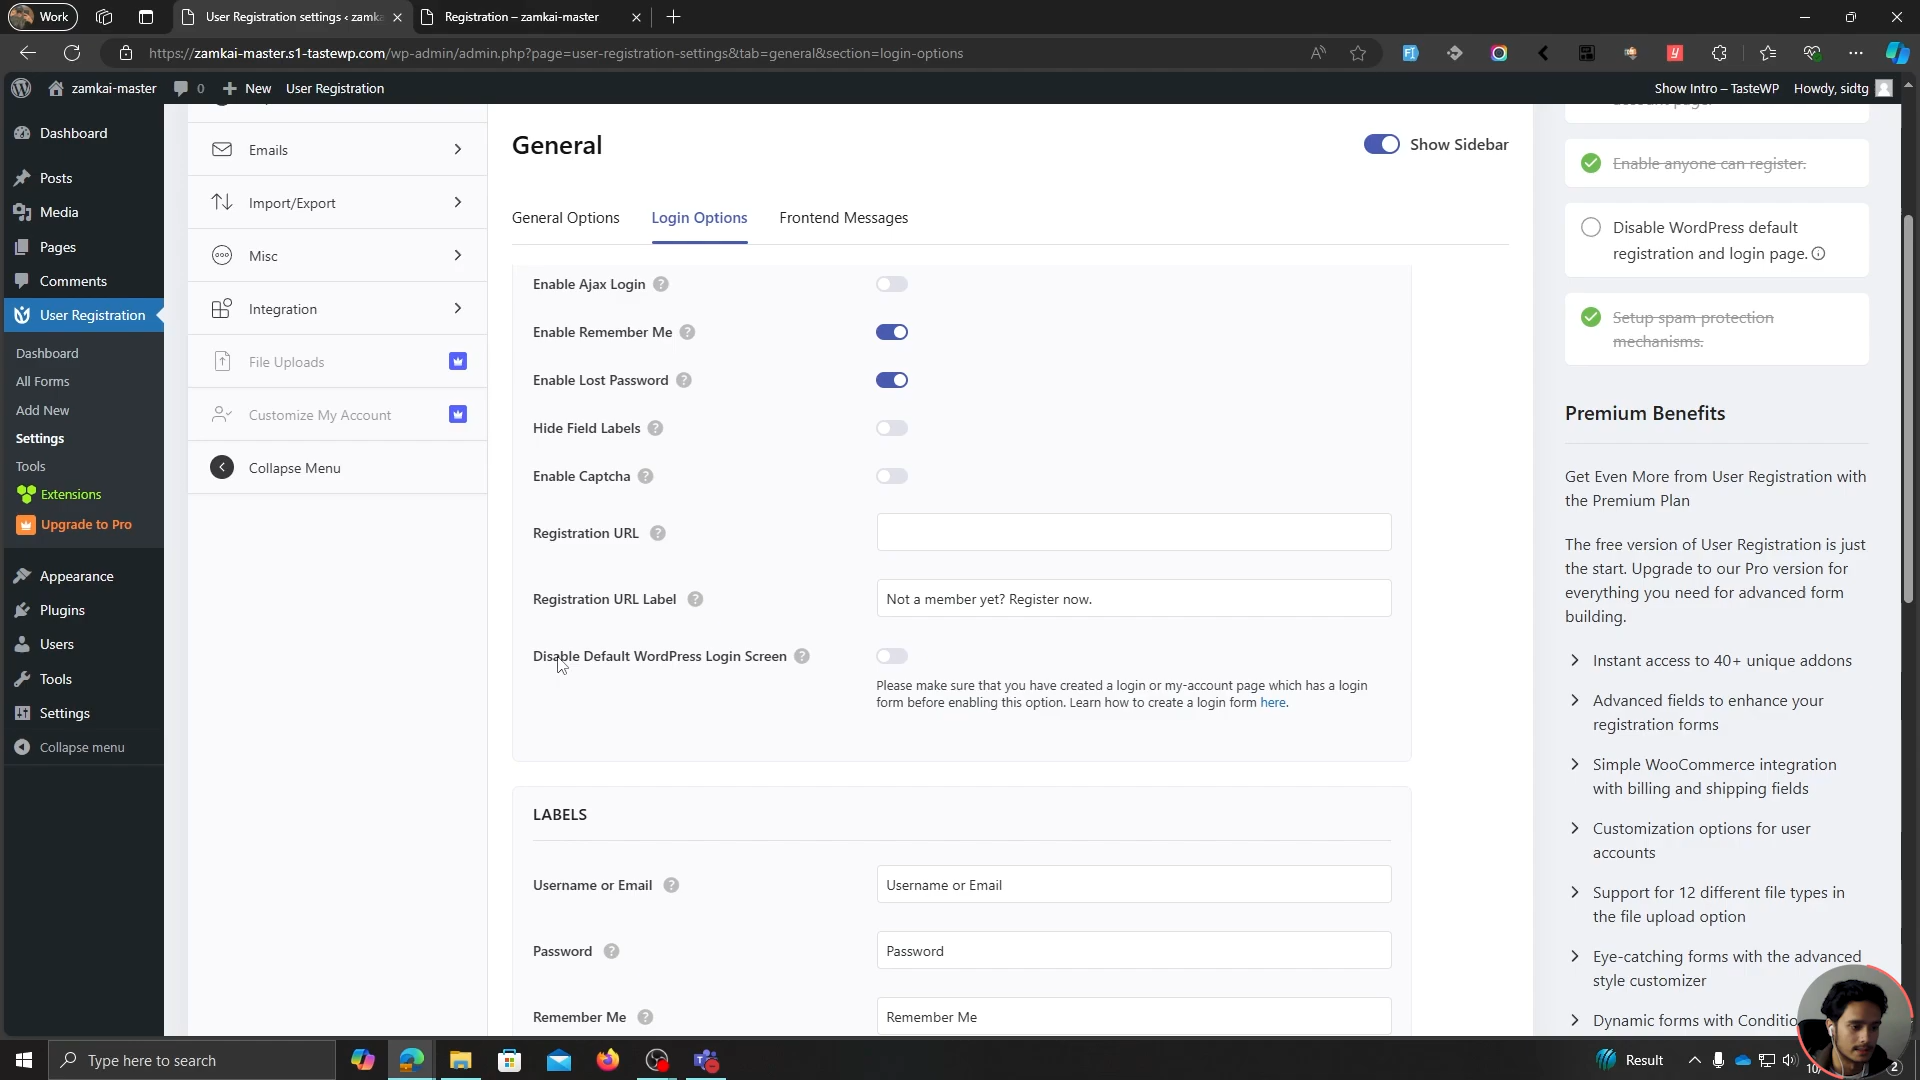 Work
User Registration settings ‹ zamka
Registration – zamkai-master
https://zamkai-master.s1-tastewp.com/wp-admin/admin.php?page=user-registration-settings&tab=general&section=login-options
zamkai-master
0
New
User Registration
Show Intro – TasteWP
Howdy, sidtg
Dashboard
Posts
Media
Pages
Comments
User Registration
Dashboard
All Forms
Add New
Settings
Tools
Extensions
Upgrade to Pro
Appearance
Plugins
Users
Tools
Settings
Collapse menu
Emails
Import/Export
Misc
Integration
File Uploads
Customize My Account
Collapse Menu
General
Show Sidebar
General Options
Login Options
Frontend Messages
Enable Ajax Login
Enable Remember Me
Enable Lost Password
Hide Field Labels
Enable Captcha
Registration URL
Registration URL Label
Not a member yet? Register now.
Disable Default WordPress Login Screen
Please make sure that you have created a login or my-account page which has a login
form before enabling this option. Learn how to create a login form here.
LABELS
Username or Email
Username or Email
Password
Password
Remember Me
Remember Me
account page.
Enable anyone can register.
Disable WordPress default
registration and login page.
Setup spam protection
mechanisms.
Premium Benefits
Get Even More from User Registration with
the Premium Plan
The free version of User Registration is just
the start. Upgrade to our Pro version for
everything you need for advanced form
building.
Instant access to 40+ unique addons
Advanced fields to enhance your
registration forms
Simple WooCommerce integration
with billing and shipping fields
Customization options for user
accounts
Support for 12 different file types in
the file upload option
Eye-catching forms with the advanced
style customizer
Dynamic forms with Conditio
Type here to search
Result
10/
2